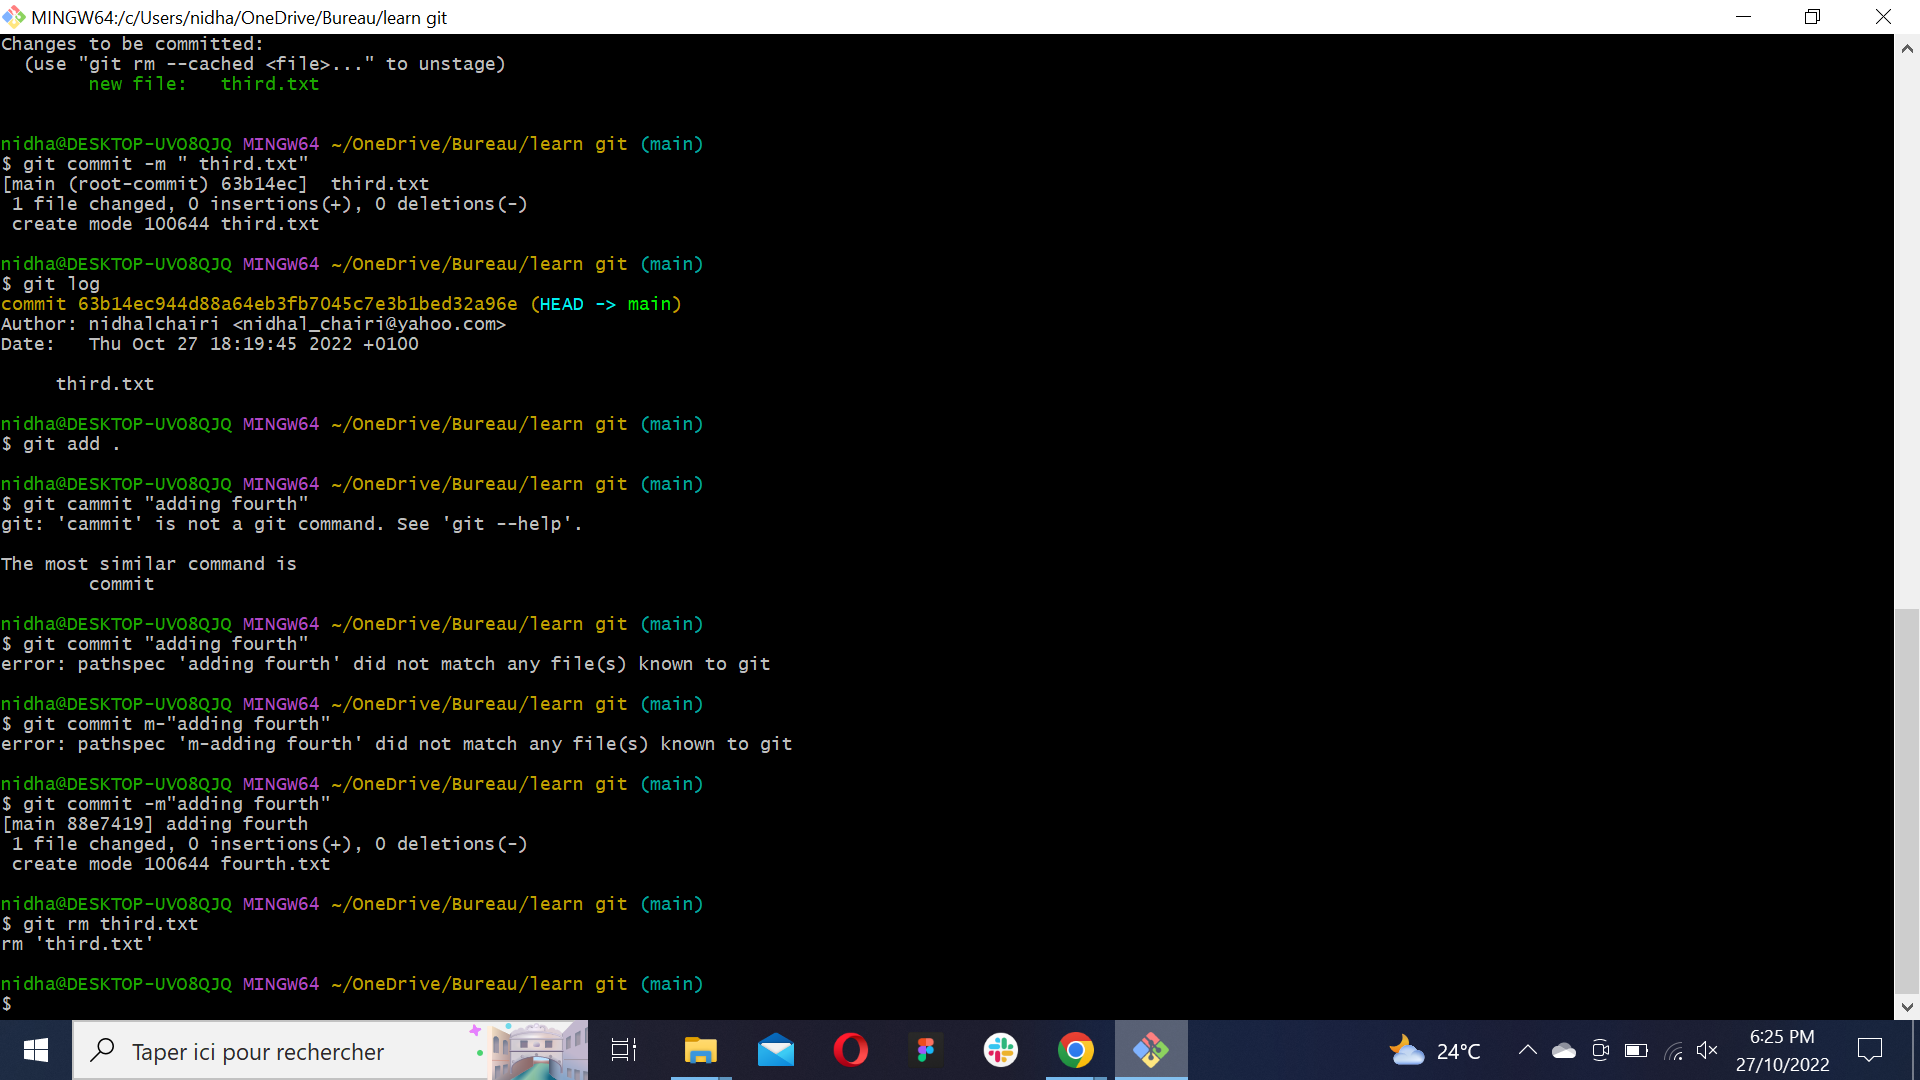 MINGW64:/c/Users/nidha/OneDrive/Bureau/learn git
Changes to be committed:
  (use "git rm --cached <file>..." to unstage)
        new file:   third.txt
nidha@DESKTOP-UVO8QJQ MINGW64 ~/OneDrive/Bureau/learn git (main)
$ git commit -m " third.txt"
[main (root-commit) 63b14ec]  third.txt
 1 file changed, 0 insertions(+), 0 deletions(-)
 create mode 100644 third.txt
nidha@DESKTOP-UVO8QJQ MINGW64 ~/OneDrive/Bureau/learn git (main)
$ git log
commit 63b14ec944d88a64eb3fb7045c7e3b1bed32a96e (HEAD -> main)
Author: nidhalchairi <nidhal_chairi@yahoo.com>
Date:   Thu Oct 27 18:19:45 2022 +0100
     third.txt
nidha@DESKTOP-UVO8QJQ MINGW64 ~/OneDrive/Bureau/learn git (main)
$ git add .
nidha@DESKTOP-UVO8QJQ MINGW64 ~/OneDrive/Bureau/learn git (main)
$ git cammit "adding fourth"
git: 'cammit' is not a git command. See 'git --help'.
The most similar command is
        commit
nidha@DESKTOP-UVO8QJQ MINGW64 ~/OneDrive/Bureau/learn git (main)
$ git commit "adding fourth"
error: pathspec 'adding fourth' did not match any file(s) known to git
nidha@DESKTOP-UVO8QJQ MINGW64 ~/OneDrive/Bureau/learn git (main)
$ git commit m-"adding fourth"
error: pathspec 'm-adding fourth' did not match any file(s) known to git
nidha@DESKTOP-UVO8QJQ MINGW64 ~/OneDrive/Bureau/learn git (main)
$ git commit -m"adding fourth"
[main 88e7419] adding fourth
 1 file changed, 0 insertions(+), 0 deletions(-)
 create mode 100644 fourth.txt
nidha@DESKTOP-UVO8QJQ MINGW64 ~/OneDrive/Bureau/learn git (main)
$ git rm third.txt
rm 'third.txt'
nidha@DESKTOP-UVO8QJQ MINGW64 ~/OneDrive/Bureau/learn git (main)
$
Taper ici pour rechercher
24°C
6:25 PM
27/10/2022